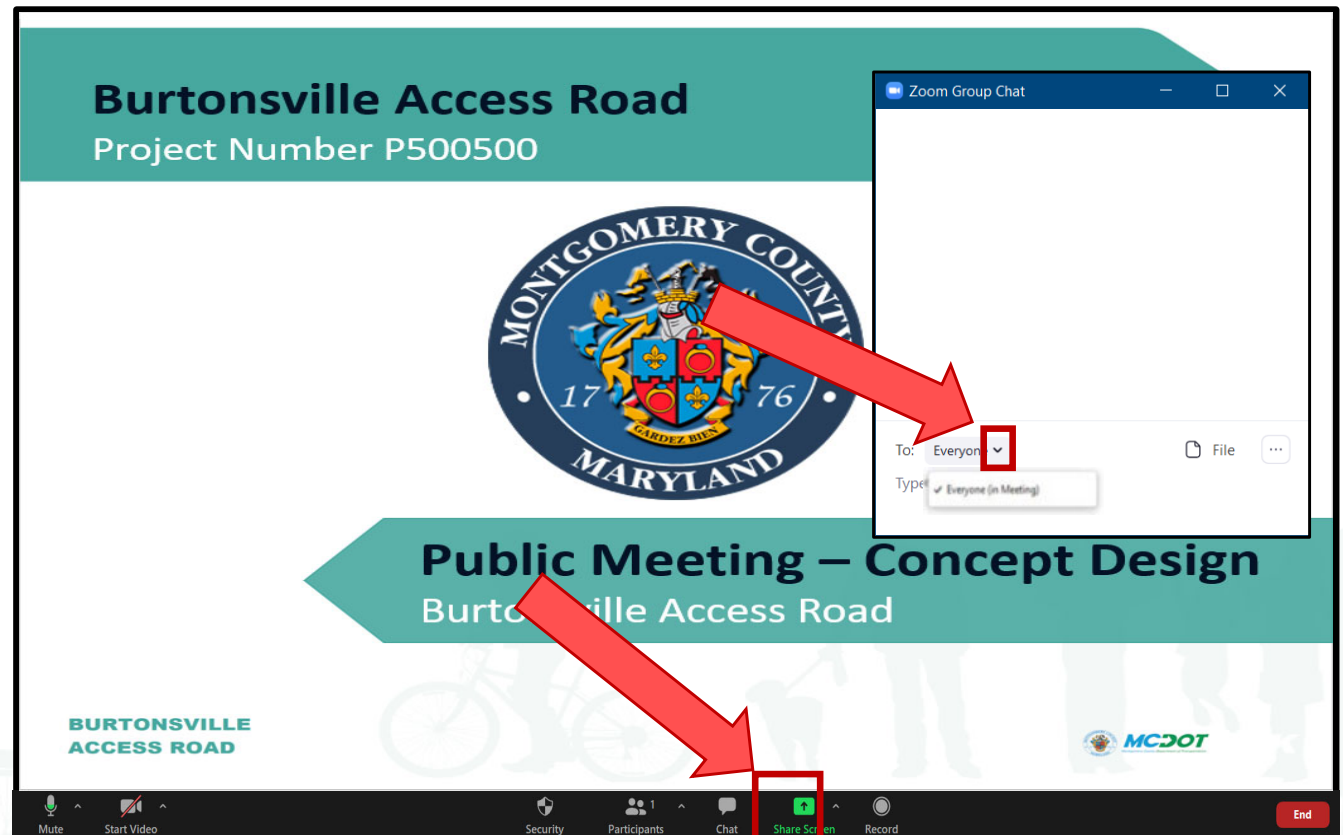 Burtonsville Access Road
Project Number P500500
Zoom Group Chat
MONTGOMERY COUNTY
17 76
GARDEZ BIEN
MARYLAND
To: Everyone
File
Type
✓ Everyone (in Meeting)
Public Meeting – Concept Design
Burtonsville Access Road
BURTONSVILLE
ACCESS ROAD
MCDOT
Mute
Start Video
Security
Participants
1
Chat
Share Screen
Record
End